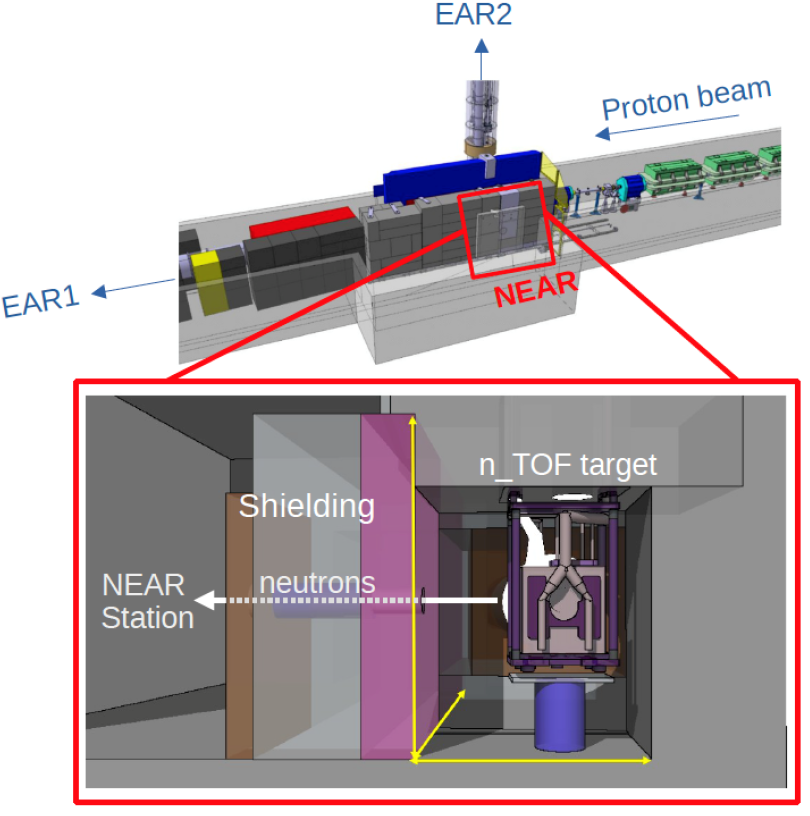 EAR2
Proton beam
EAR1
NEAR
n_TOF target
Shielding
neutrons
NEAR
Station